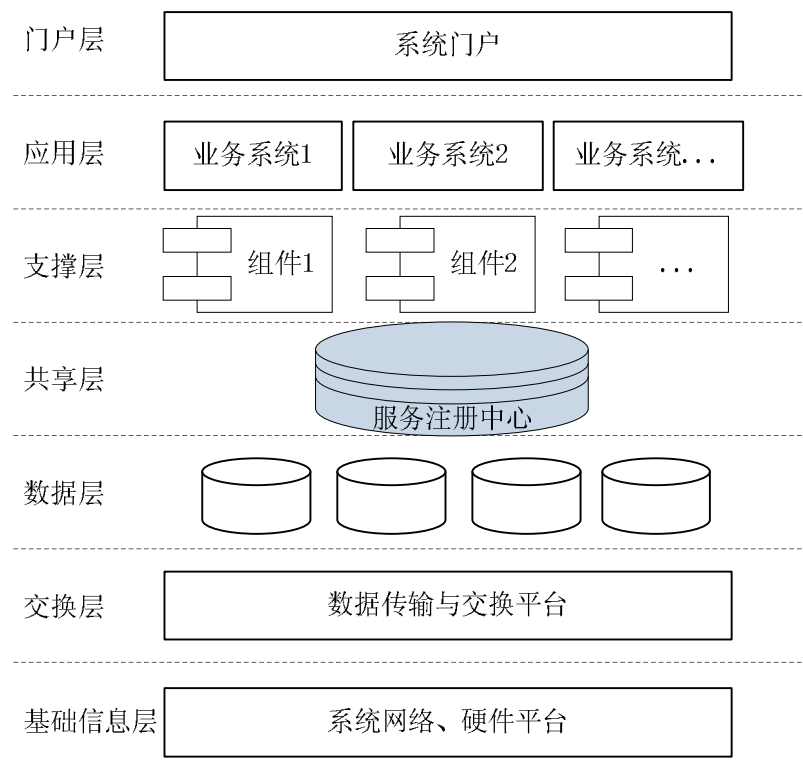 门户层
系统门户
应用层
业务系统1
业务系统2
业务系统...
支撑层
组件1
组件2
...
共享层
服务注册中心
数据层
交换层
数据传输与交换平台
基础信息层
系统网络、硬件平台